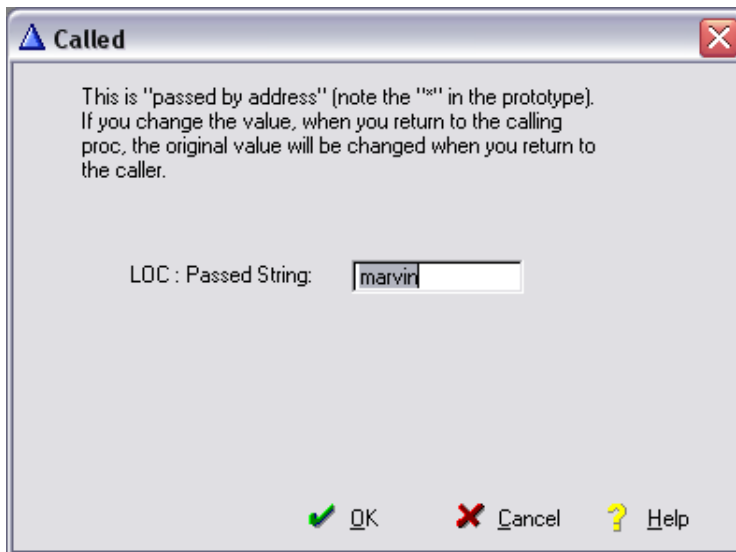 Called
This is "passed by address" (note the "*" in the prototype).
If you change the value, when you return to the calling
proc, the original value will be changed when you return to
the caller.
LOC : Passed String: marvin
OK Cancel Help